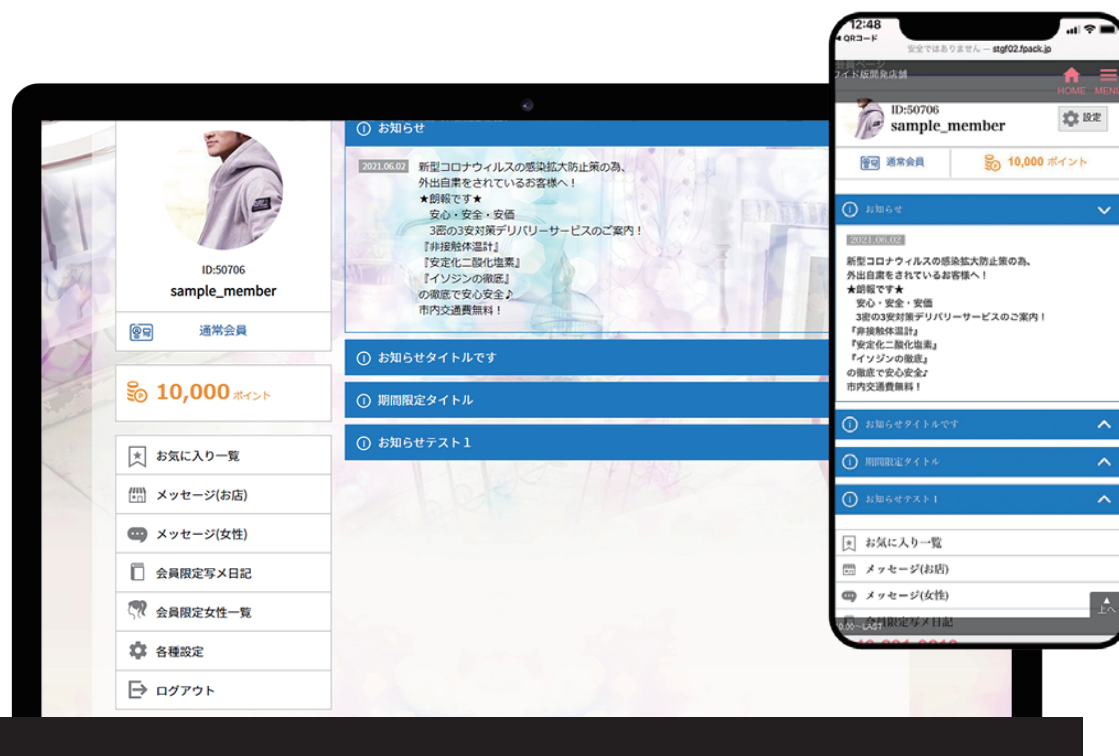 お知らせ
2021.06.02
新型コロナウィルスの感染拡大防止策の為、
外出自粛をされているお客様へ！
★朗報です★
安心・安全・安価
3密の3安対策デリバリーサービスのご案内！
『非接触体温計』
『安定化二酸化塩素』
『イソジンの徹底』
の徹底で安心安全♪
市内交通費無料！
お知らせタイトルです
期間限定タイトル
お知らせテスト１
ID:50706
sample_member
通常会員
10,000 ポイント
お気に入り一覧
メッセージ(お店)
メッセージ(女性)
会員限定写メ日記
会員限定女性一覧
各種設定
ログアウト
12:48
QRコード
安全ではありません — stgf02.fpack.jp
会員ページ
ワイド版開発店舗
HOME
MENU
ID:50706
sample_member
設定
通常会員
10,000 ポイント
お知らせ
2021.06.02
新型コロナウィルスの感染拡大防止策の為、
外出自粛をされているお客様へ！
★朗報です★
安心・安全・安価
3密の3安対策デリバリーサービスのご案内！
『非接触体温計』
『安定化二酸化塩素』
『イソジンの徹底』
の徹底で安心安全♪
市内交通費無料！
お知らせタイトルです
期間限定タイトル
お知らせテスト１
お気に入り一覧
メッセージ(お店)
メッセージ(女性)
会員限定写メ日記
▲
上へ